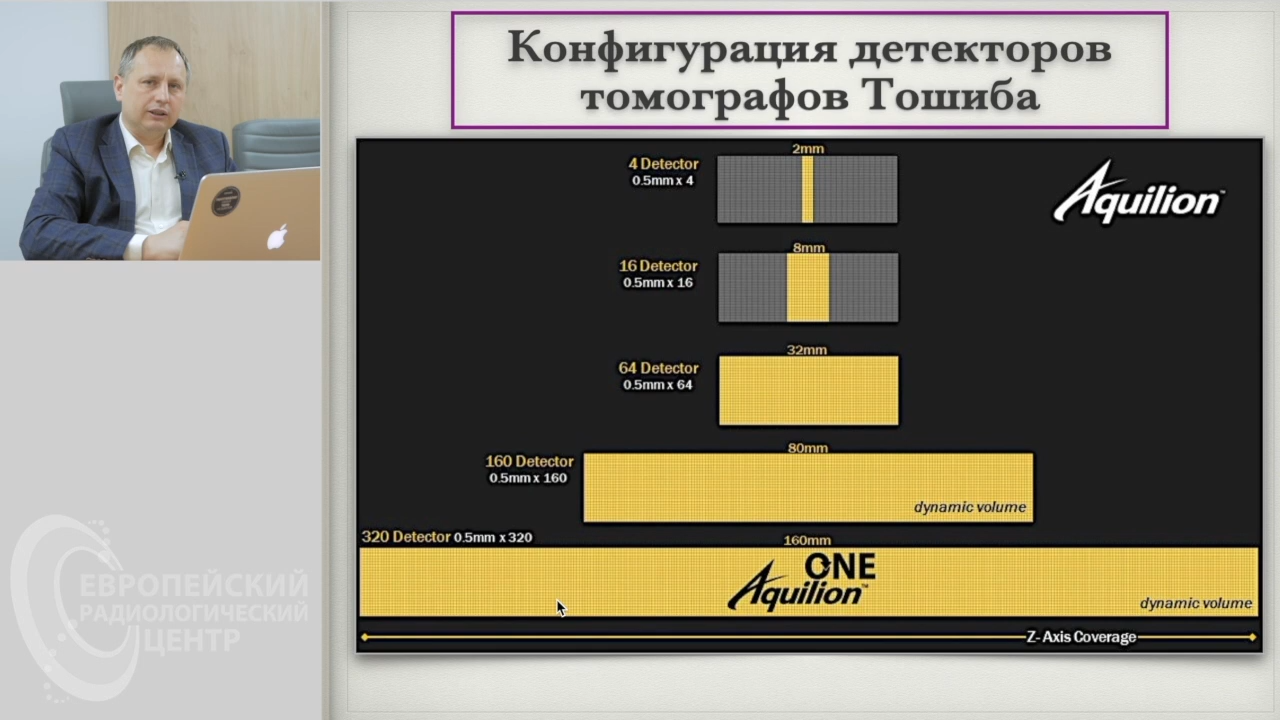 Конфигурация детекторов
томографов Тошиба
2mm
4 Detector
0.5mm x 4
Aquilion™
8mm
16 Detector
0.5mm x 16
32mm
64 Detector
0.5mm x 64
80mm
160 Detector
0.5mm x 160
dynamic volume
320 Detector 0.5mm x 320
160mm
ONE
Aquilion™
dynamic volume
Z- Axis Coverage
ЕВРОПЕЙСКИЙ
РАДИОЛОГИЧЕСКИЙ
ЦЕНТР